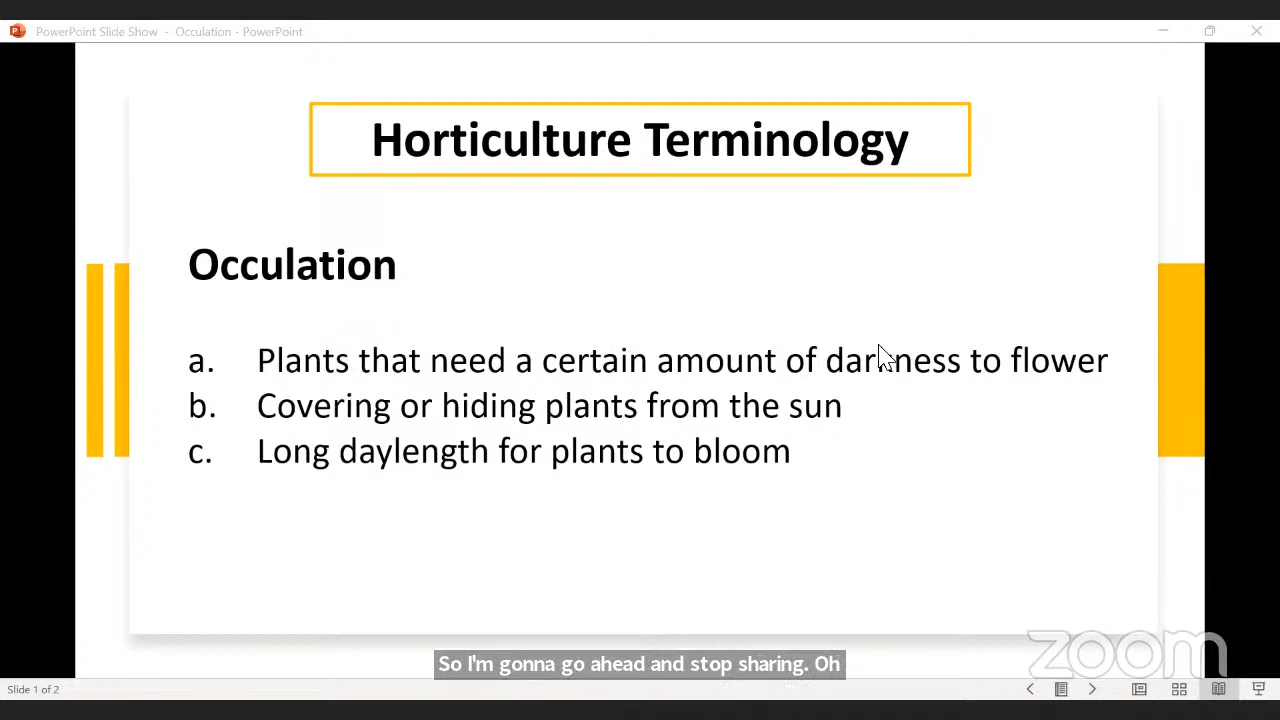 PowerPoint Slide Show - Occulation - PowerPoint
Horticulture Terminology
Occulation
a. Plants that need a certain amount of darkness to flower
b. Covering or hiding plants from the sun
c. Long daylength for plants to bloom
So I'm gonna go ahead and stop sharing. Oh
zoom
Slide 1 of 2